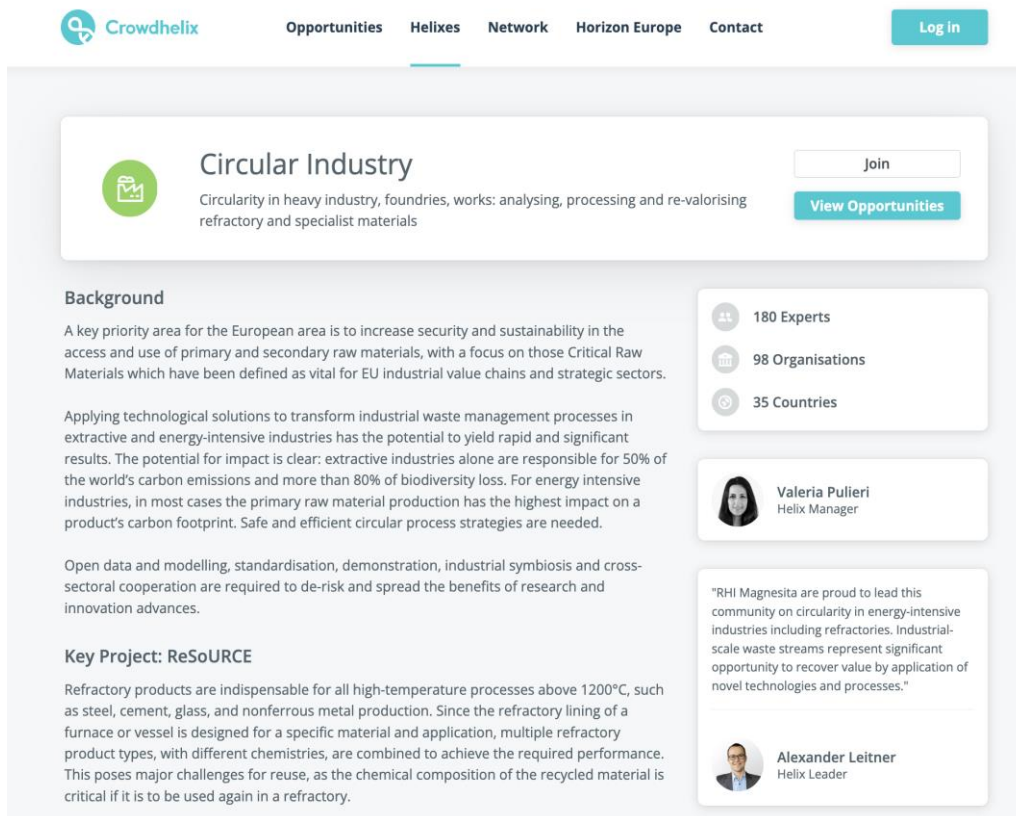 Crowdhelix
Opportunities Helixes Network Horizon Europe Contact
Log in
Circular Industry
Circularity in heavy industry, foundries, works: analysing, processing and re-valorising
refractory and specialist materials
Join
View Opportunities
Background
A key priority area for the European area is to increase security and sustainability in the
access and use of primary and secondary raw materials, with a focus on those Critical Raw
Materials which have been defined as vital for EU industrial value chains and strategic sectors.
Applying technological solutions to transform industrial waste management processes in
extractive and energy-intensive industries has the potential to yield rapid and significant
results. The potential for impact is clear: extractive industries alone are responsible for 50% of
the world's carbon emissions and more than 80% of biodiversity loss. For energy intensive
industries, in most cases the primary raw material production has the highest impact on a
product's carbon footprint. Safe and efficient circular process strategies are needed.
Open data and modelling, standardisation, demonstration, industrial symbiosis and cross-
sectoral cooperation are required to de-risk and spread the benefits of research and
innovation advances.
Key Project: ReSoURCE
Refractory products are indispensable for all high-temperature processes above 1200°C, such
as steel, cement, glass, and nonferrous metal production. Since the refractory lining of a
furnace or vessel is designed for a specific material and application, multiple refractory
product types, with different chemistries, are combined to achieve the required performance.
This poses major challenges for reuse, as the chemical composition of the recycled material is
critical if it is to be used again in a refractory.
180 Experts
98 Organisations
35 Countries
Valeria Pulieri
Helix Manager
"RHI Magnesita are proud to lead this
community on circularity in energy-intensive
industries including refractories. Industrial-
scale waste streams represent significant
opportunity to recover value by application of
novel technologies and processes."
Alexander Leitner
Helix Leader